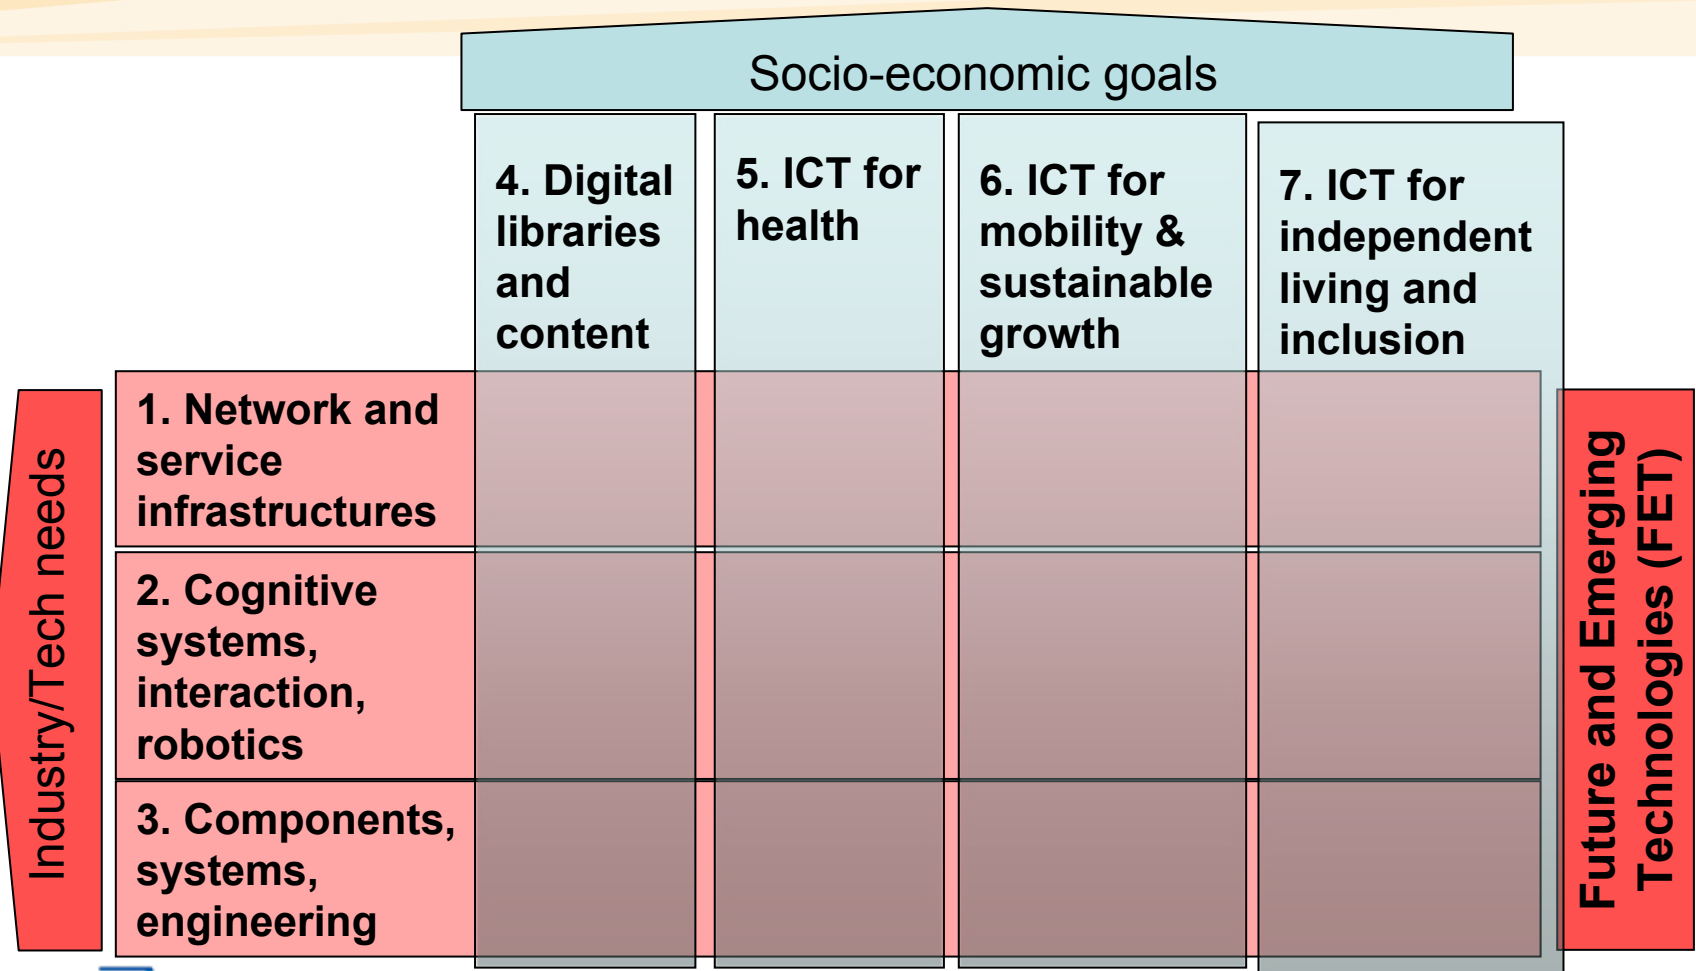 Socio-economic goals
4. Digital
libraries
and
content
5. ICT for
health
6. ICT for
mobility &
sustainable
growth
7. ICT for
independent
living and
inclusion
Industry/Tech needs
1. Network and
service
infrastructures
2. Cognitive
systems,
interaction,
robotics
3. Components,
systems,
engineering
Future and Emerging
Technologies (FET)